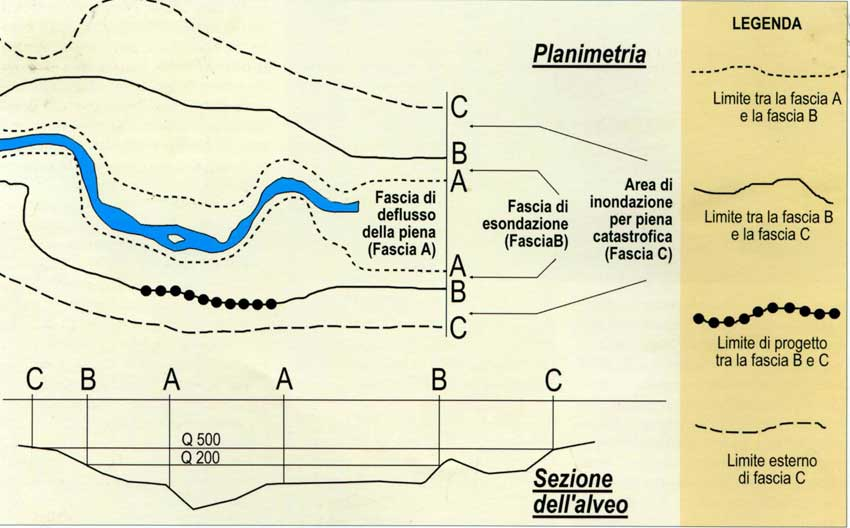 Planimetria
C
B
A
A
B
C
Fascia di
deflusso
della piena
(Fascia A)
Fascia di
esondazione
(FasciaB)
Area di
inondazione
per piena
catastrofica
(Fascia C)
C B A A B C
Q 500
Q 200
Sezione
dell'alveo
LEGENDA
Limite tra la fascia A
e la fascia B
Limite tra la fascia B
e la fascia C
Limite di progetto
tra la fascia B e C
Limite esterno
di fascia C